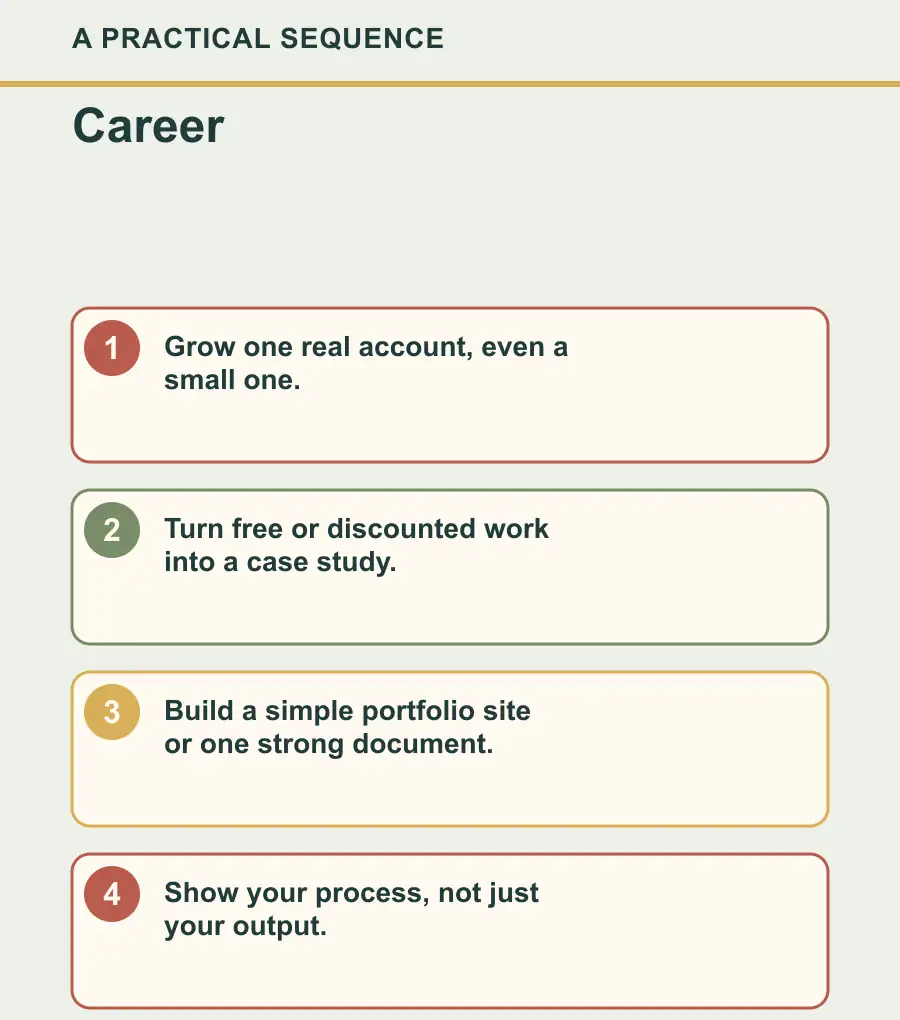 A PRACTICAL SEQUENCE
Career
1
Grow one real account, even a
small one.
2
Turn free or discounted work
into a case study.
3
Build a simple portfolio site
or one strong document.
4
Show your process, not just
your output.